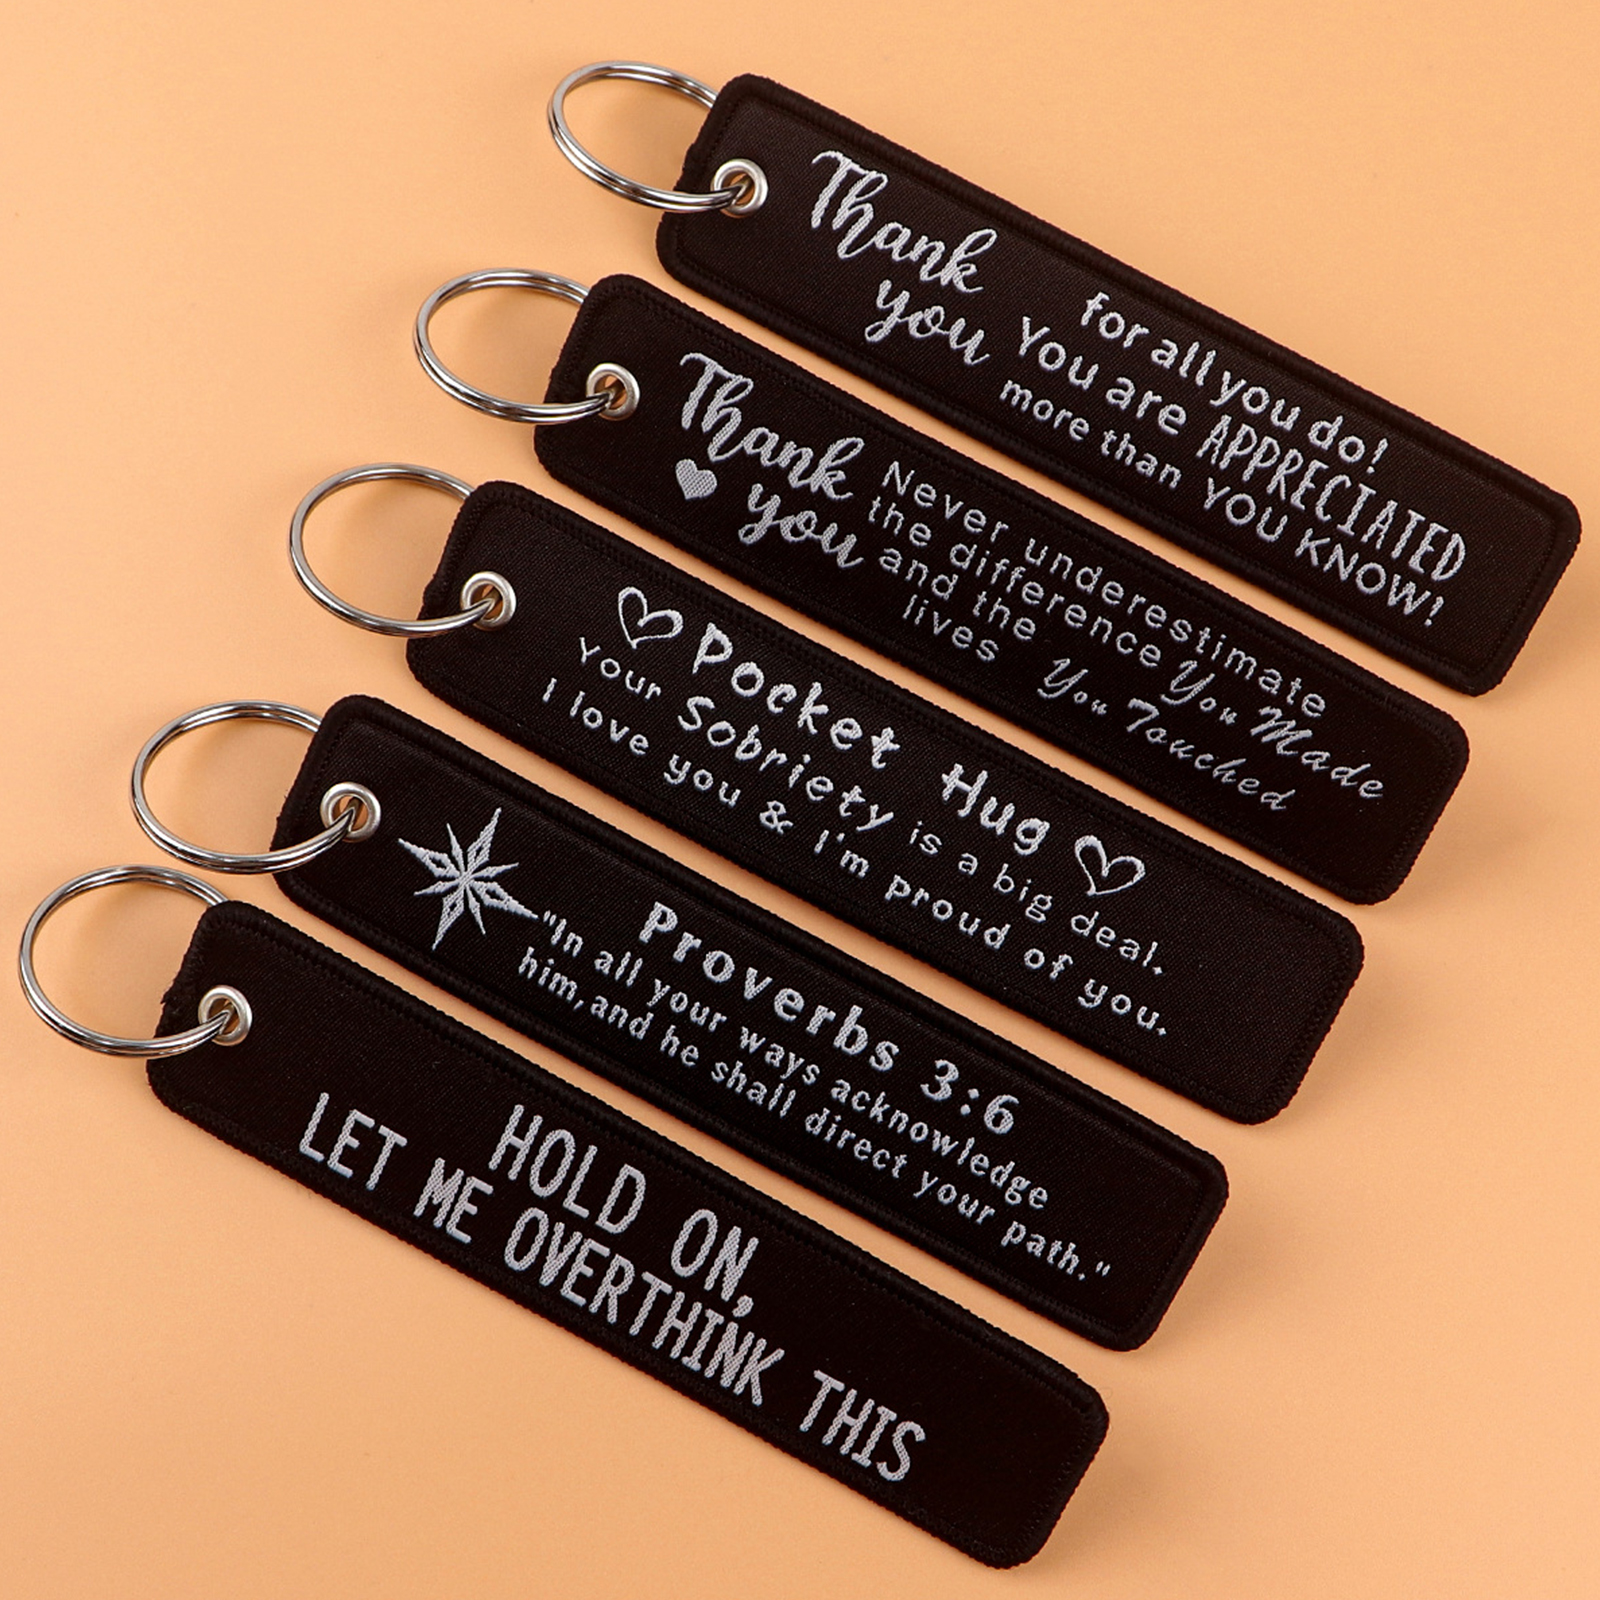 Thank
you
for all you do!
You are APPRECIATED
more than YOU KNOW!
Thank
you
Never underestimate
the difference You Made
and the
lives You Touched
Pocket Hug
Your Sobriety is a big deal.
I love you & I'm proud of you.
Proverbs 3:6
"In all your ways acknowledge
him, and he shall direct your path."
HOLD ON,
LET ME OVERTHINK THIS